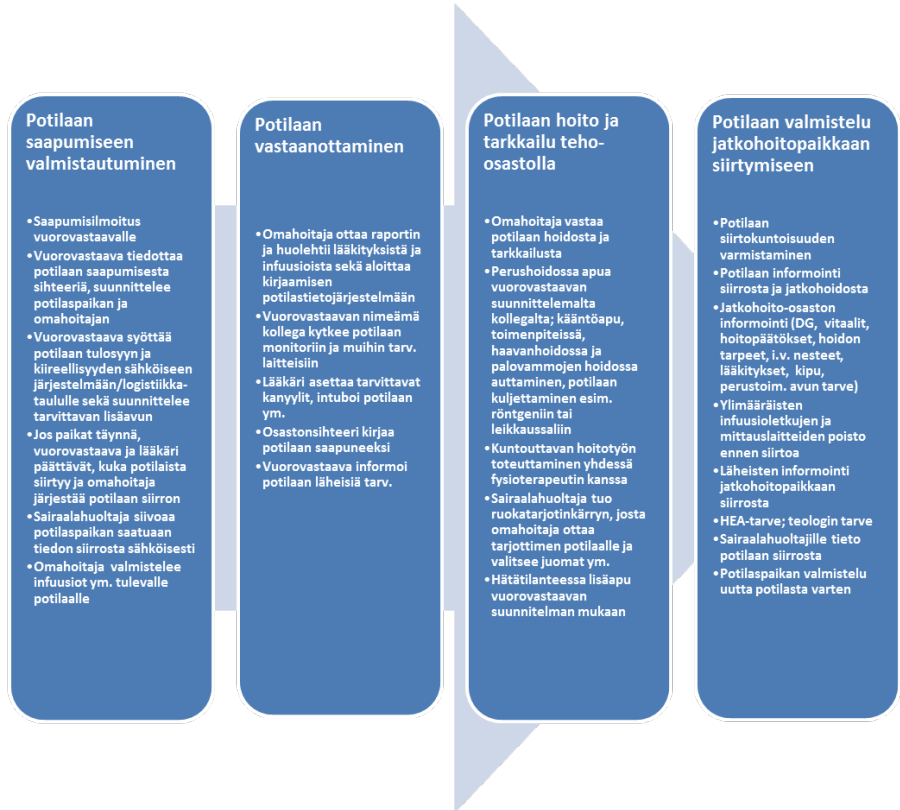 Potilaan
saapumiseen
valmistautuminen
•Saapumisilmoitus
vuorovastaavalle
•Vuorovastaava tiedottaa
potilaan saapumisesta
sihteeriä, suunnittelee
potilaspaikan ja
omahoitajan
•Vuorovastaava syöttää
potilaan tulosyyn ja
kiireellisyyden sähköiseen
järjestelmään/logistiikka-
taululle sekä suunnittelee
tarvittavan lisäavun
•Jos paikat täynnä,
vuorovastaava ja lääkäri
päättävät, kuka potilaista
siirtyy ja omahoitaja
järjestää potilaan siirron
•Sairaalahuoltaja siivoaa
potilaspaikan saatuaan
tiedon siirrosta sähköisesti
•Omahoitaja valmistelee
infuusiot ym. tulevalle
potilaalle
Potilaan
vastaanottaminen
•Omahoitaja ottaa raportin
ja huolehtii lääkityksistä ja
infuusioista sekä aloittaa
kirjaamisen
potilastietojärjestelmään
•Vuorovastaavan nimeämä
kollega kytkee potilaan
monitoriin ja muihin tarv.
laitteisiin
•Lääkäri asettaa tarvittavat
kanyylit, intuboi potilaan
ym.
•Osastonsihteeri kirjaa
potilaan saapuneeksi
•Vuorovastaava informoi
potilaan läheisiä tarv.
Potilaan hoito ja
tarkkailu teho-
osastolla
•Omahoitaja vastaa
potilaan hoidosta ja
tarkkailusta
•Perushoidossa apua
vuorovastaavan
suunnittelemalta
kollegalta; kääntöapu,
toimenpiteissä,
haavanhoidossa ja
palovammojen hoidossa
auttaminen, potilaan
kuljettaminen esim.
röntgeniin tai
leikkaussaliin
•Kuntouttavan hoitotyön
toteuttaminen yhdessä
fysioterapeutin kanssa
•Sairaalahuoltaja tuo
ruokatarjotinkärryn, josta
omahoitaja ottaa
tarjottimen potilaalle ja
valitsee juomat ym.
•Hätätilanteessa lisäapu
vuorovastaavan
suunnitelman mukaan
Potilaan valmistelu
jatkohoitopaikkaan
siirtymiseen
•Potilaan
siirtokuntoisuuden
varmistaminen
•Potilaan informointi
siirrosta ja jatkohoidosta
•Jatkohoito-osaston
informointi (DG, vitaalit,
hoitopäätökset, hoidon
tarpeet, i.v. nesteet,
lääkitykset, kipu,
perustoim. avun tarve)
•Ylimääräisten
infuusioletkujen ja
mittauslaitteiden poisto
ennen siirtoa
•Läheisten informointi
jatkohoitopaikkaan
siirrosta
•HEA-tarve; teologin tarve
•Sairaalahuoltajille tieto
potilaan siirrosta
•Potilaspaikan valmistelu
uutta potilasta varten